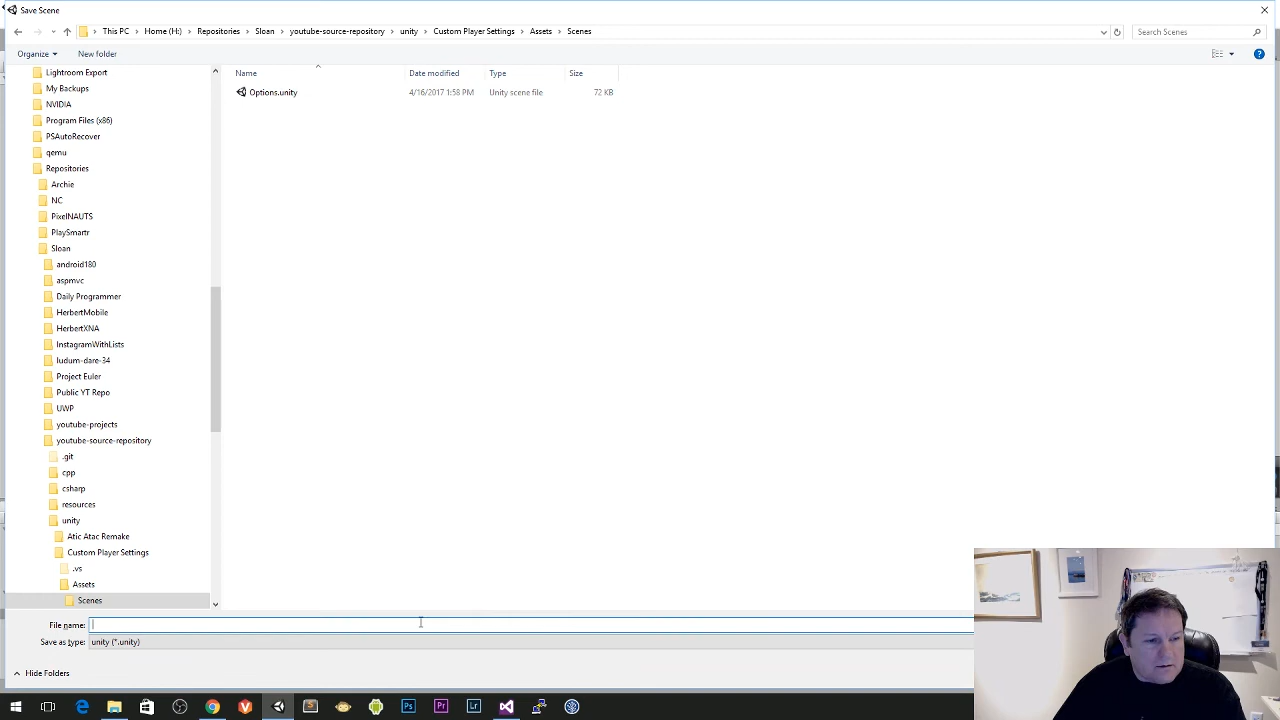 Save Scene
This PC > Home (H:) > Repositories > Sloan > youtube-source-repository > unity > Custom Player Settings > Assets > Scenes
Search Scenes
Organize
New folder
Name
Date modified
Type
Size
Options.unity
4/16/2017 1:58 PM
Unity scene file
72 KB
Lightroom Export
My Backups
NVIDIA
Program Files (x86)
PSAutoRecover
qemu
Repositories
Archie
NC
PixelNAUTS
PlaySmartr
Sloan
android180
aspmvc
Daily Programmer
HerbertMobile
HerbertXNA
InstagramWithLists
ludum-dare-34
Project Euler
Public YT Repo
UWP
youtube-projects
youtube-source-repository
.git
cpp
csharp
resources
unity
Atic Atac Remake
Custom Player Settings
.vs
Assets
Scenes
File name:
Save as type:
unity (*.unity)
Hide Folders
Ps
Pr
Lr